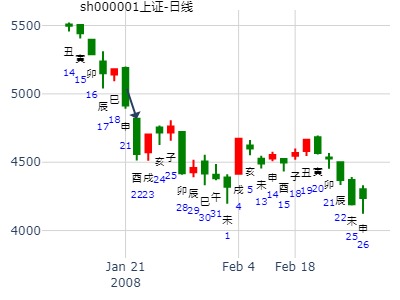 sh000001上证-日线
5500
5000
4500
4000
丑
14
寅
15
卯
16
辰
17
巳
18
申
21
酉
22
戌
23
亥
24
子
25
卯
28
辰
29
巳
30
午
31
未
1
戌
4
亥
5
未
13
申
14
酉
15
子
18
丑
19
寅
20
卯
21
辰
22
未
25
申
26
Jan 21
2008
Feb 4
Feb 18